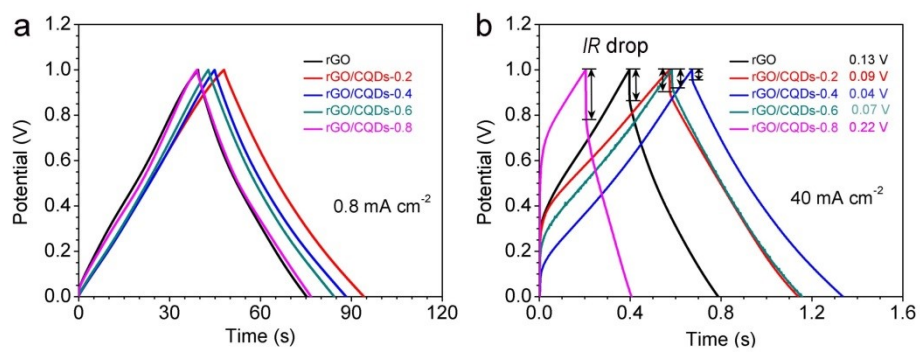 a
1.2
1.0
0.8
0.6
0.4
0.2
0.0
Potential (V)
rGO
rGO/CQDs-0.2
rGO/CQDs-0.4
rGO/CQDs-0.6
rGO/CQDs-0.8
0.8 mA cm⁻²
0 30 60 90 120
Time (s)
b
1.2
1.0
0.8
0.6
0.4
0.2
0.0
Potential (V)
IR drop
rGO 0.13 V
rGO/CQDs-0.2 0.09 V
rGO/CQDs-0.4 0.04 V
rGO/CQDs-0.6 0.07 V
rGO/CQDs-0.8 0.22 V
40 mA cm⁻²
0.0 0.4 0.8 1.2 1.6
Time (s)